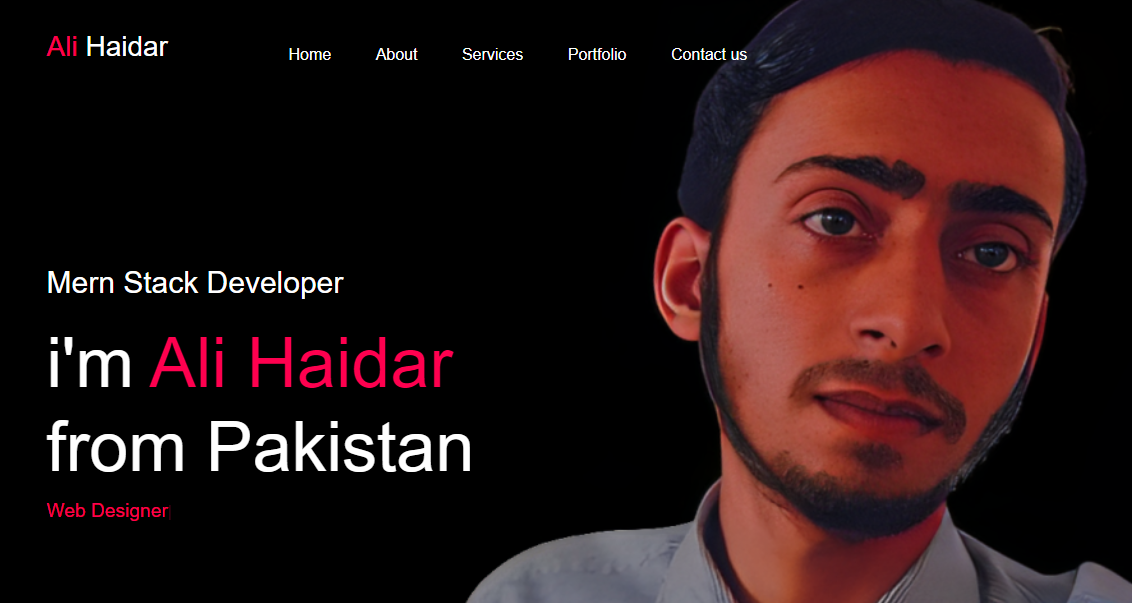 Ali Haidar
Home About Services Portfolio Contact us
Mern Stack Developer
i'm Ali Haidar
from Pakistan
Web Designer